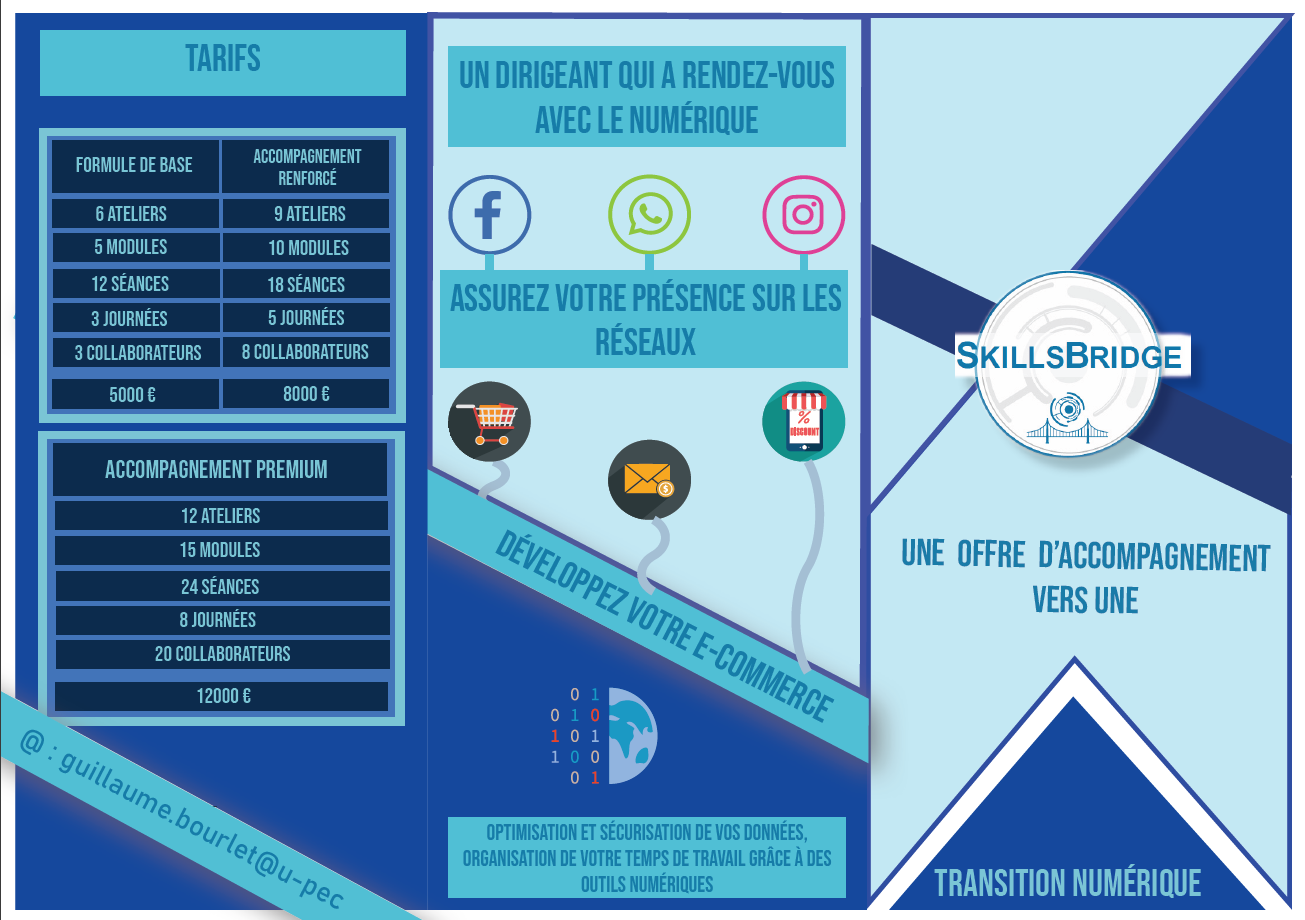 TARIFS
FORMULE DE BASE
ACCOMPAGNEMENT
RENFORCÉ
6 ATELIERS
9 ATELIERS
5 MODULES
10 MODULES
12 SÉANCES
18 SÉANCES
3 JOURNÉES
5 JOURNÉES
3 COLLABORATEURS
8 COLLABORATEURS
5000 €
8000 €
ACCOMPAGNEMENT PREMIUM
12 ATELIERS
15 MODULES
24 SÉANCES
8 JOURNÉES
20 COLLABORATEURS
12000 €
@ : guillaume.bourlet@u-pec
UN DIRIGEANT QUI A RENDEZ-VOUS
AVEC LE NUMÉRIQUE
ASSUREZ VOTRE PRÉSENCE SUR LES
RÉSEAUX
%
DISCOUNT
$
DÉVELOPPEZ VOTRE E-COMMERCE
0 1
0 1 0
1 0 1
1 0 0
0 1
OPTIMISATION ET SÉCURISATION DE VOS DONNÉES,
ORGANISATION DE VOTRE TEMPS DE TRAVAIL GRÂCE À DES
OUTILS NUMÉRIQUES
SKILLSBRIDGE
UNE OFFRE D'ACCOMPAGNEMENT
VERS UNE
TRANSITION NUMÉRIQUE